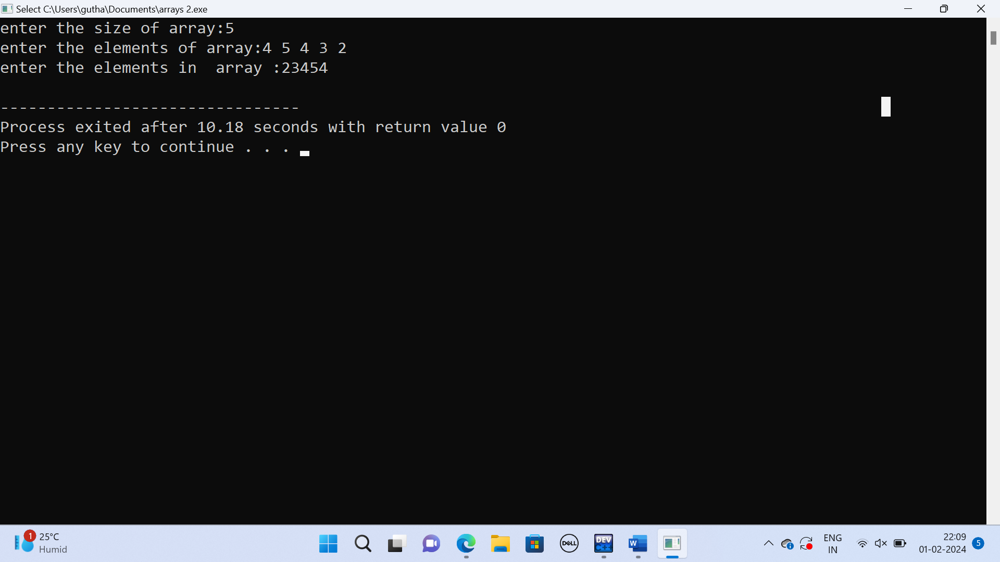 Select C:\Users\gutha\Documents\arrays 2.exe
enter the size of array:5
enter the elements of array:4 5 4 3 2
enter the elements in  array :23454
--------------------------------
Process exited after 10.18 seconds with return value 0
Press any key to continue . . .
1
25°C
Humid
DELL
DEV
C++
W
ENG
IN
22:09
01-02-2024
5